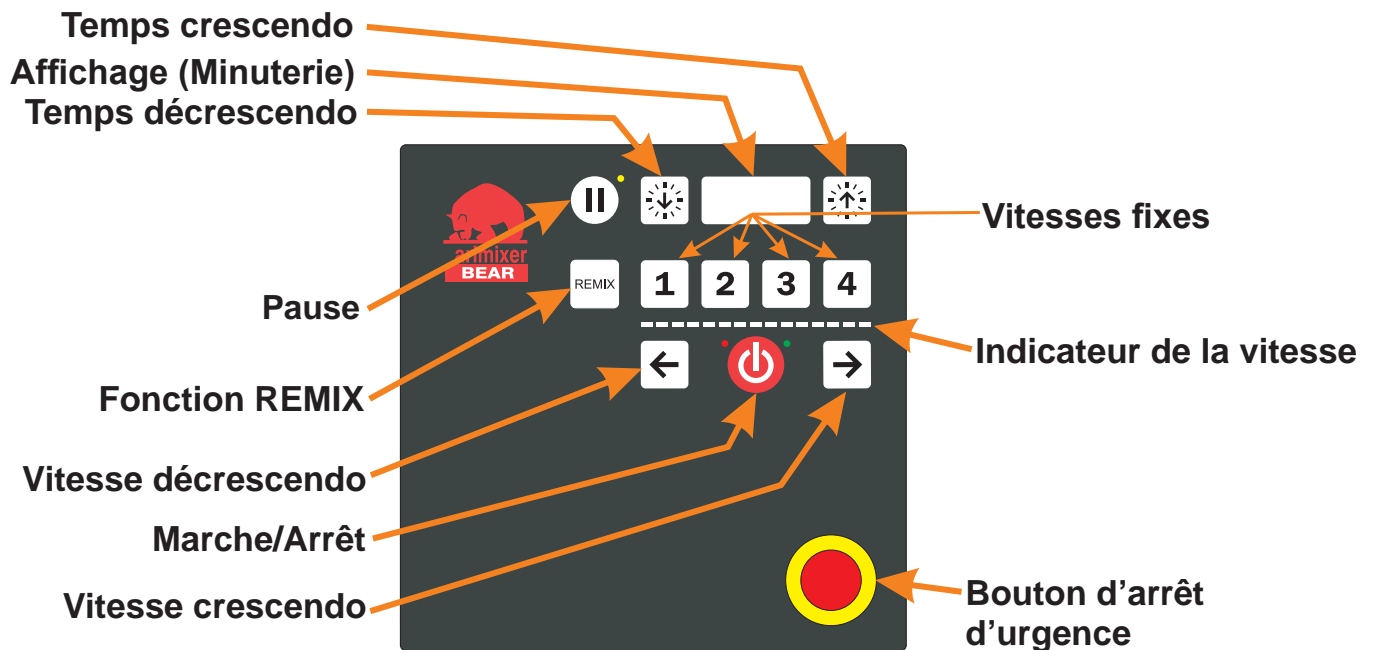 Temps crescendo
Affichage (Minuterie)
Temps décrescendo
Vitesses fixes
arimixer
BEAR
REMIX
1 2 3 4
Pause
Indicateur de la vitesse
Fonction REMIX
Vitesse décrescendo
Marche/Arrêt
Vitesse crescendo
Bouton d’arrêt
d’urgence